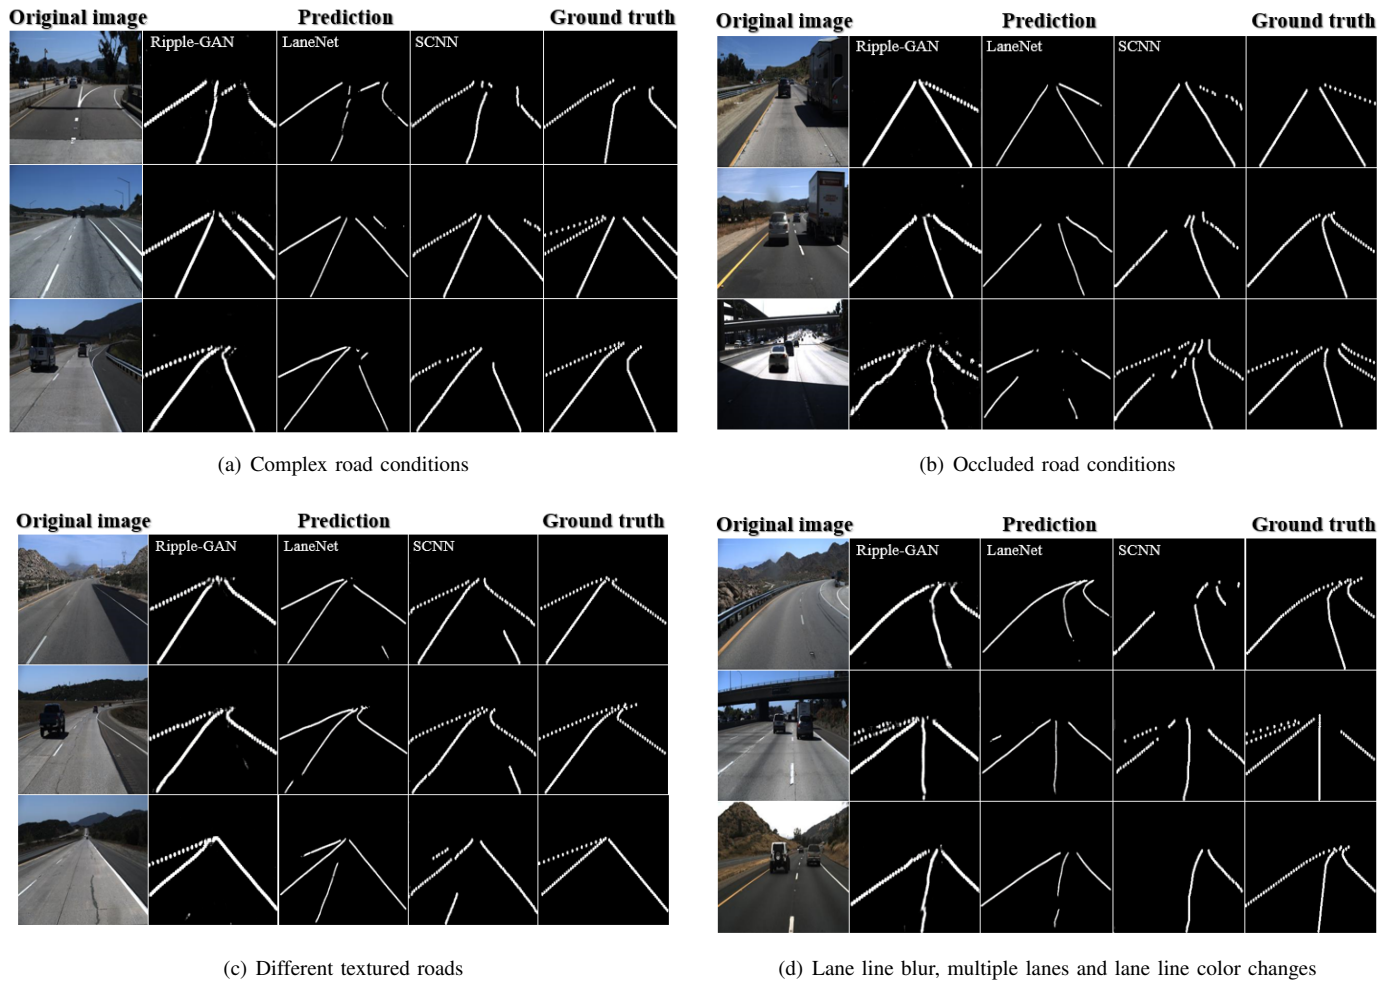 Original image Prediction Ground truth
Ripple-GAN LaneNet SCNN
(a) Complex road conditions
Original image Prediction Ground truth
Ripple-GAN LaneNet SCNN
(b) Occluded road conditions
Original image Prediction Ground truth
Ripple-GAN LaneNet SCNN
(c) Different textured roads
Original image Prediction Ground truth
Ripple-GAN LaneNet SCNN
(d) Lane line blur, multiple lanes and lane line color changes